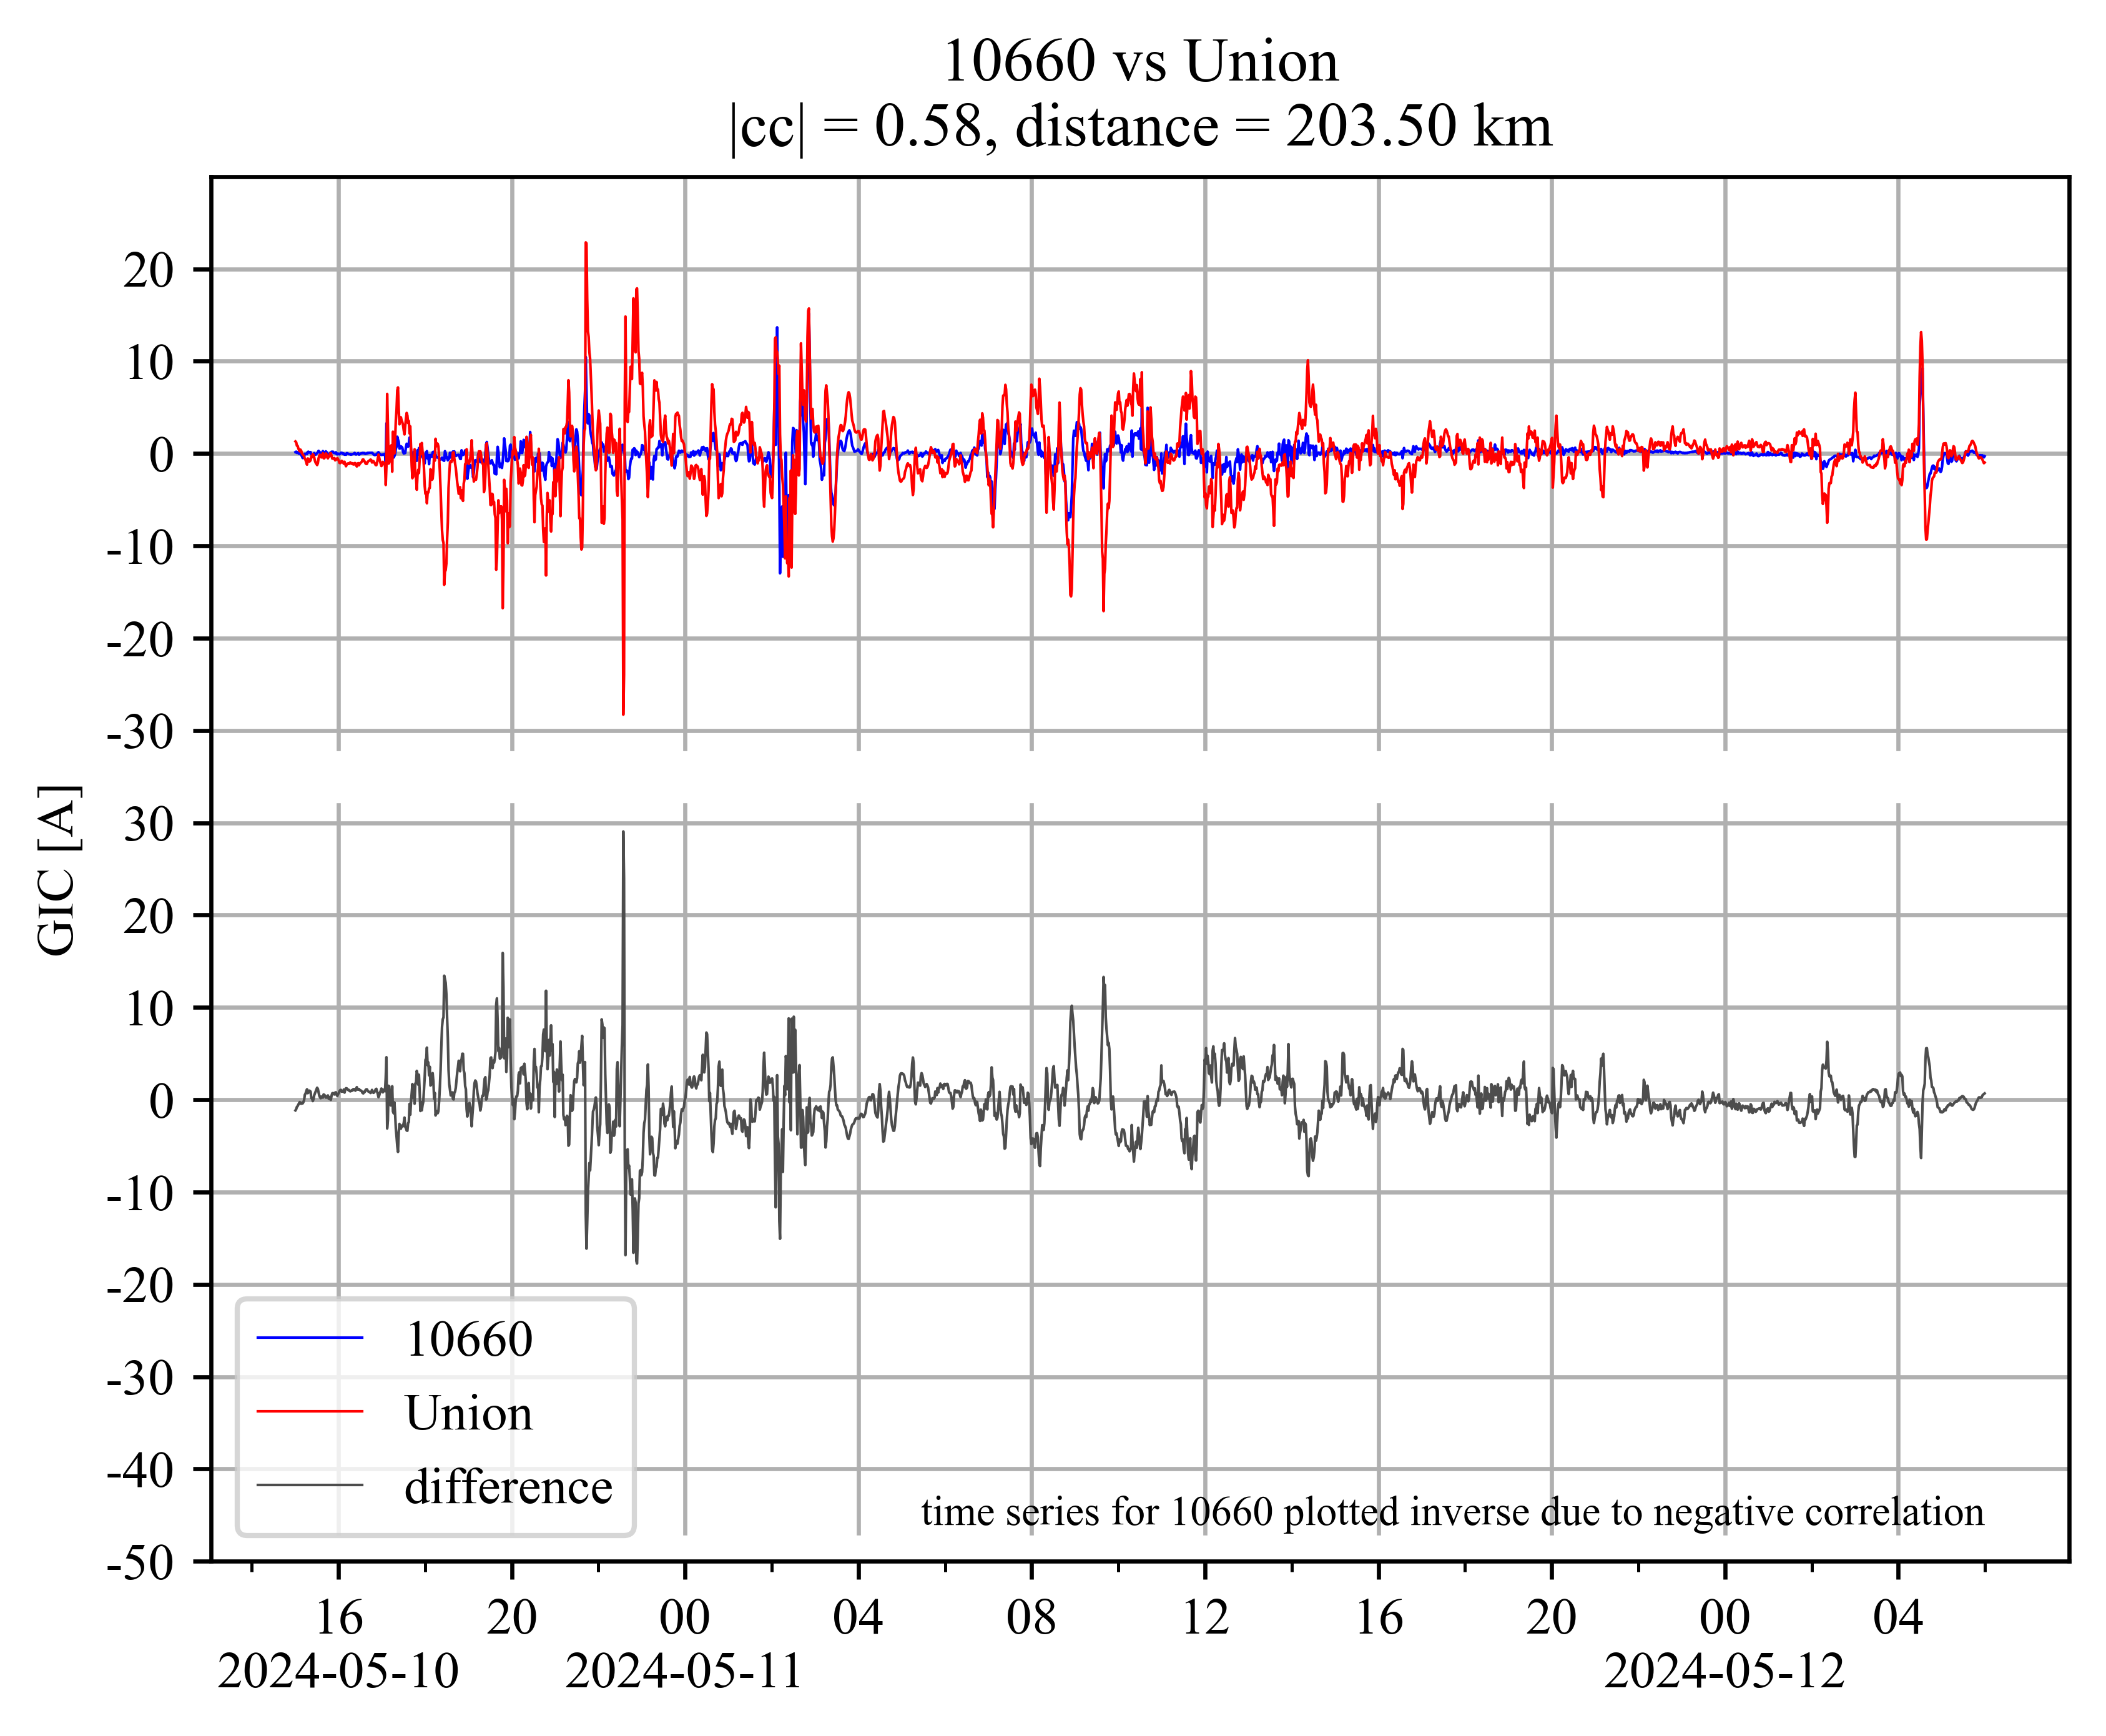 10660 vs Union
|cc| = 0.58, distance = 203.50 km
20
10
0
-10
-20
-30
30
20
10
0
-10
-20
-30
-40
-50
GIC [A]
10660
Union
difference
time series for 10660 plotted inverse due to negative correlation
16 20 00 04 08 12 16 20 00 04
2024-05-10 2024-05-11 2024-05-12